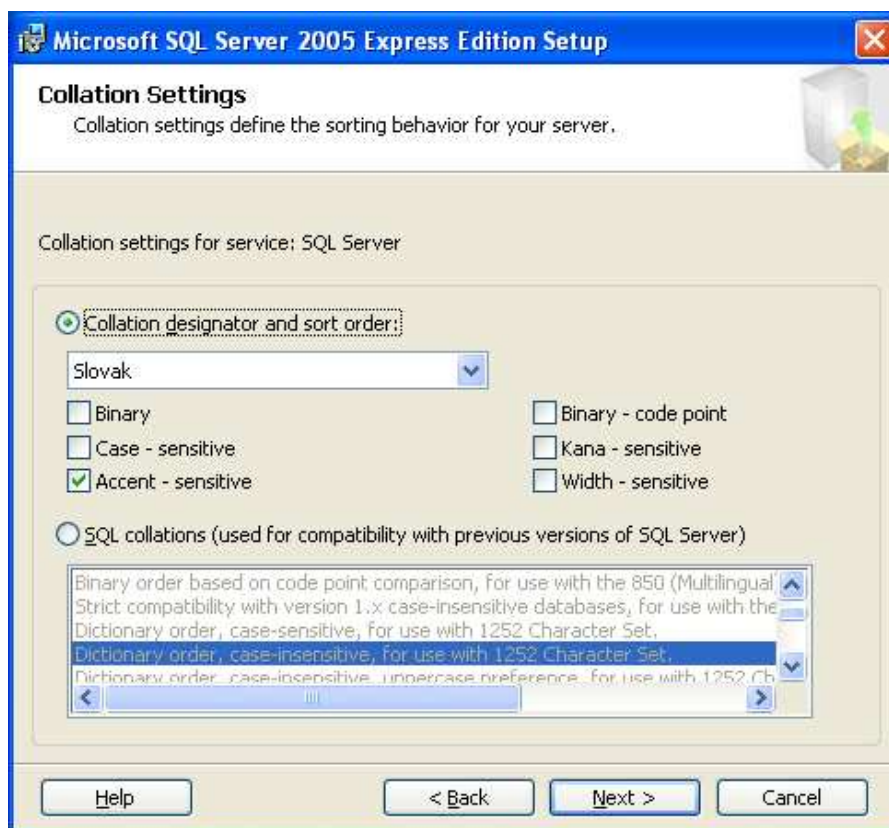 Microsoft SQL Server 2005 Express Edition Setup
Collation Settings
Collation settings define the sorting behavior for your server.
Collation settings for service: SQL Server
Collation designator and sort order:
Slovak
Binary
Binary - code point
Case - sensitive
Kana - sensitive
Accent - sensitive
Width - sensitive
SQL collations (used for compatibility with previous versions of SQL Server)
Binary order based on code point comparison, for use with the 850 (Multilingual)
Strict compatibility with version 1.x case-insensitive databases, for use with the
Dictionary order, case-sensitive, for use with 1252 Character Set.
Dictionary order, case-insensitive, for use with 1252 Character Set.
Dictionary order, case-insensitive, uppercase preference, for use with 1252 Ch
Help
< Back
Next >
Cancel